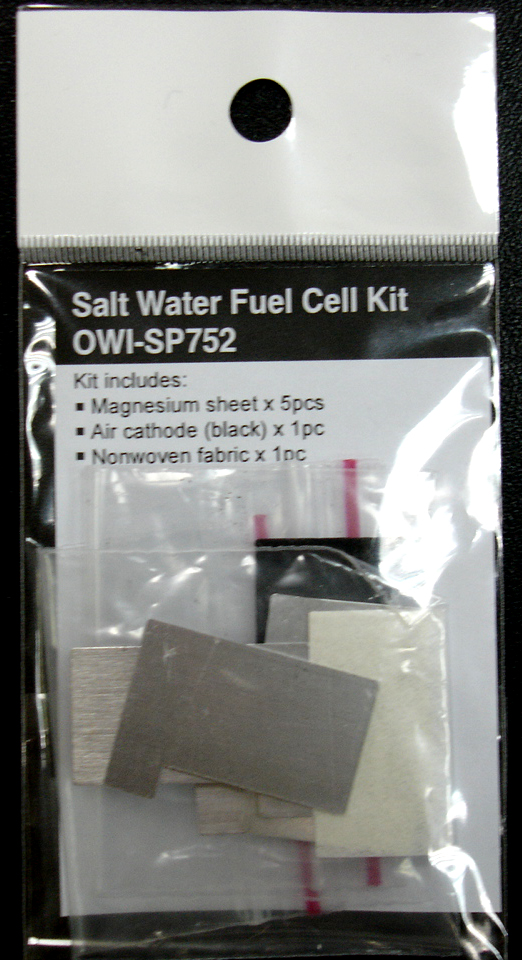 Salt Water Fuel Cell Kit
OWI-SP752
Kit includes:
▪ Magnesium sheet x 5pcs
▪ Air cathode (black) x 1pc
▪ Nonwoven fabric x 1pc